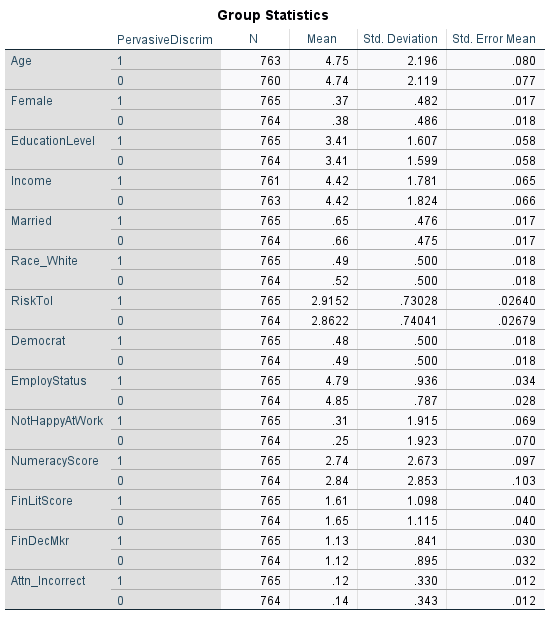 Group Statistics
PervasiveDiscrim N Mean Std. Deviation Std. Error Mean
Age 1 763 4.75 2.196 .080
0 760 4.74 2.119 .077
Female 1 765 .37 .482 .017
0 764 .38 .486 .018
EducationLevel 1 765 3.41 1.607 .058
0 764 3.41 1.599 .058
Income 1 761 4.42 1.781 .065
0 763 4.42 1.824 .066
Married 1 765 .65 .476 .017
0 764 .66 .475 .017
Race_White 1 765 .49 .500 .018
0 764 .52 .500 .018
RiskTol 1 765 2.9152 .73028 .02640
0 764 2.8622 .74041 .02679
Democrat 1 765 .48 .500 .018
0 764 .49 .500 .018
EmployStatus 1 765 4.79 .936 .034
0 764 4.85 .787 .028
NotHappyAtWork 1 765 .31 1.915 .069
0 764 .25 1.923 .070
NumeracyScore 1 765 2.74 2.673 .097
0 764 2.84 2.853 .103
FinLitScore 1 765 1.61 1.098 .040
0 764 1.65 1.115 .040
FinDecMkr 1 765 1.13 .841 .030
0 764 1.12 .895 .032
Attn_Incorrect 1 765 .12 .330 .012
0 764 .14 .343 .012